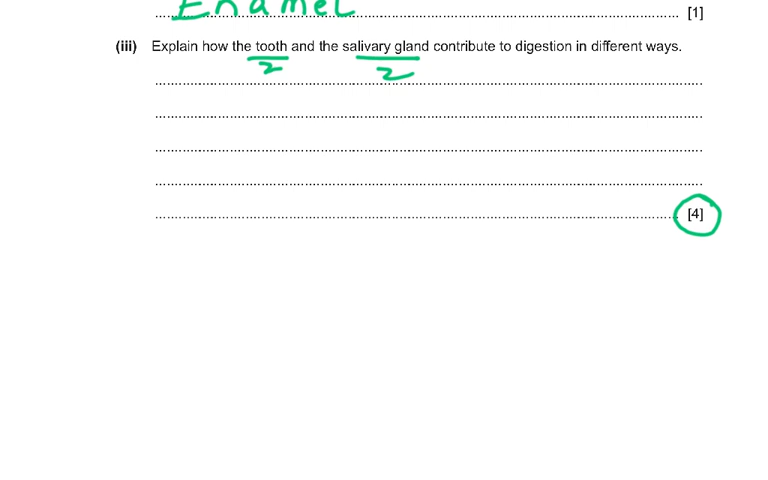 Enamel [1]
(iii) Explain how the tooth and the salivary gland contribute to digestion in different ways.
2 2
[4]